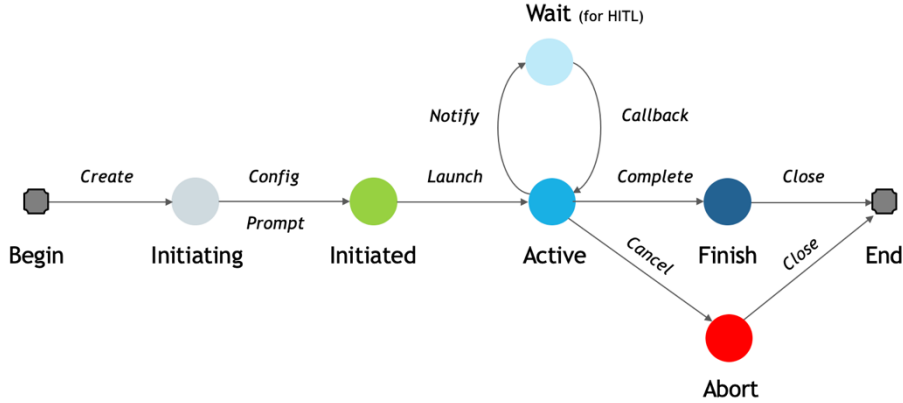 Wait (for HITL)
Notify
Callback
Create
Config
Launch
Complete
Close
Prompt
Begin
Initiating
Initiated
Active
Cancel
Finish
Close
End
Abort